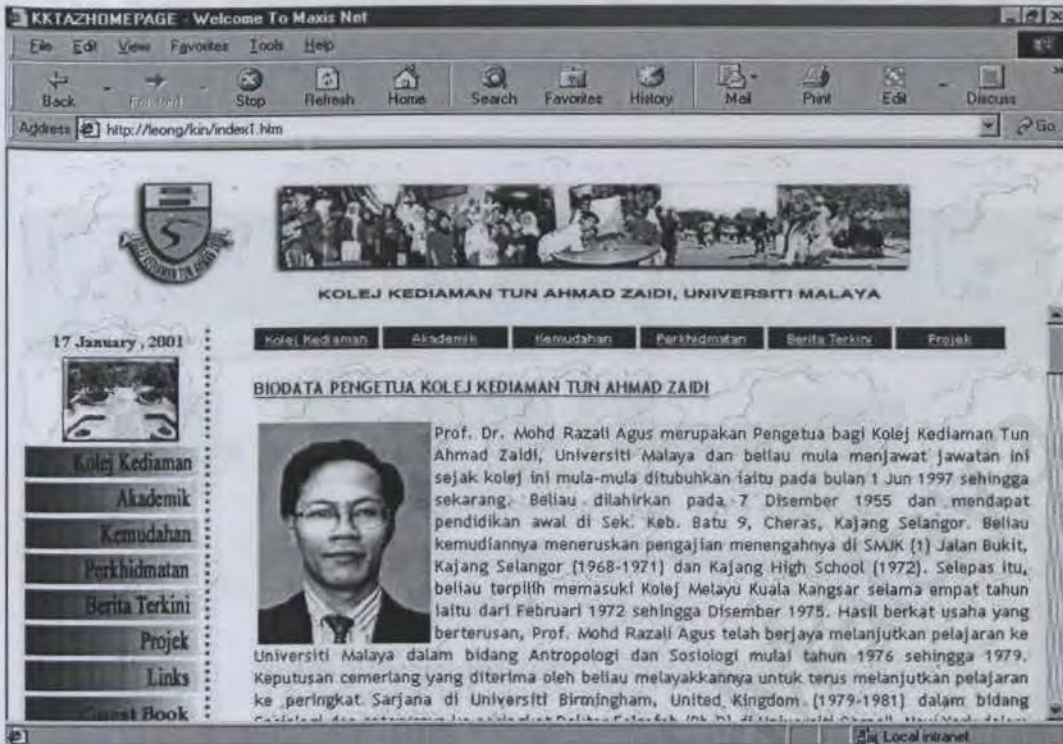 KKTAZHOMEPAGE - Welcome To Maxis Net
File Edit View Favorites Tools Help
Back Forward Stop Refresh Home Search Favorites History Mail Print Edit Discuss
Address http://leong/kin/index1.htm Go
KOLEJ KEDIAMAN TUN AHMAD ZAIDI, UNIVERSITI MALAYA
17 January , 2001
Kolej Kediaman Akademik Kemudahan Perkhidmatan Berita Terkini Projek
BIODATA PENGETUA KOLEJ KEDIAMAN TUN AHMAD ZAIDI
Kolej Kediaman
Akademik
Kemudahan
Perkhidmatan
Berita Terkini
Projek
Links
Guest Book
Prof. Dr. Mohd Razali Agus merupakan Pengetua bagi Kolej Kediaman Tun
Ahmad Zaidi, Universiti Malaya dan beliau mula menjawat jawatan ini
sejak kolej ini mula-mula ditubuhkan iaitu pada bulan 1 Jun 1997 sehingga
sekarang. Beliau dilahirkan pada 7 Disember 1955 dan mendapat
pendidikan awal di Sek. Keb. Batu 9, Cheras, Kajang Selangor. Beliau
kemudiannya meneruskan pengajian menengahnya di SMJK (1) Jalan Bukit,
Kajang Selangor (1968-1971) dan Kajang High School (1972). Selepas itu,
beliau terpilih memasuki Kolej Melayu Kuala Kangsar selama empat tahun
iaitu dari Februari 1972 sehingga Disember 1975. Hasil berkat usaha yang
berterusan, Prof. Mohd Razali Agus telah berjaya melanjutkan pelajaran ke
Universiti Malaya dalam bidang Antropologi dan Sosiologi mulai tahun 1976 sehingga 1979.
Keputusan cemerlang yang diterima oleh beliau melayakkannya untuk terus melanjutkan pelajaran
ke peringkat Sarjana di Universiti Birmingham, United Kingdom (1979-1981) dalam bidang
Local intranet